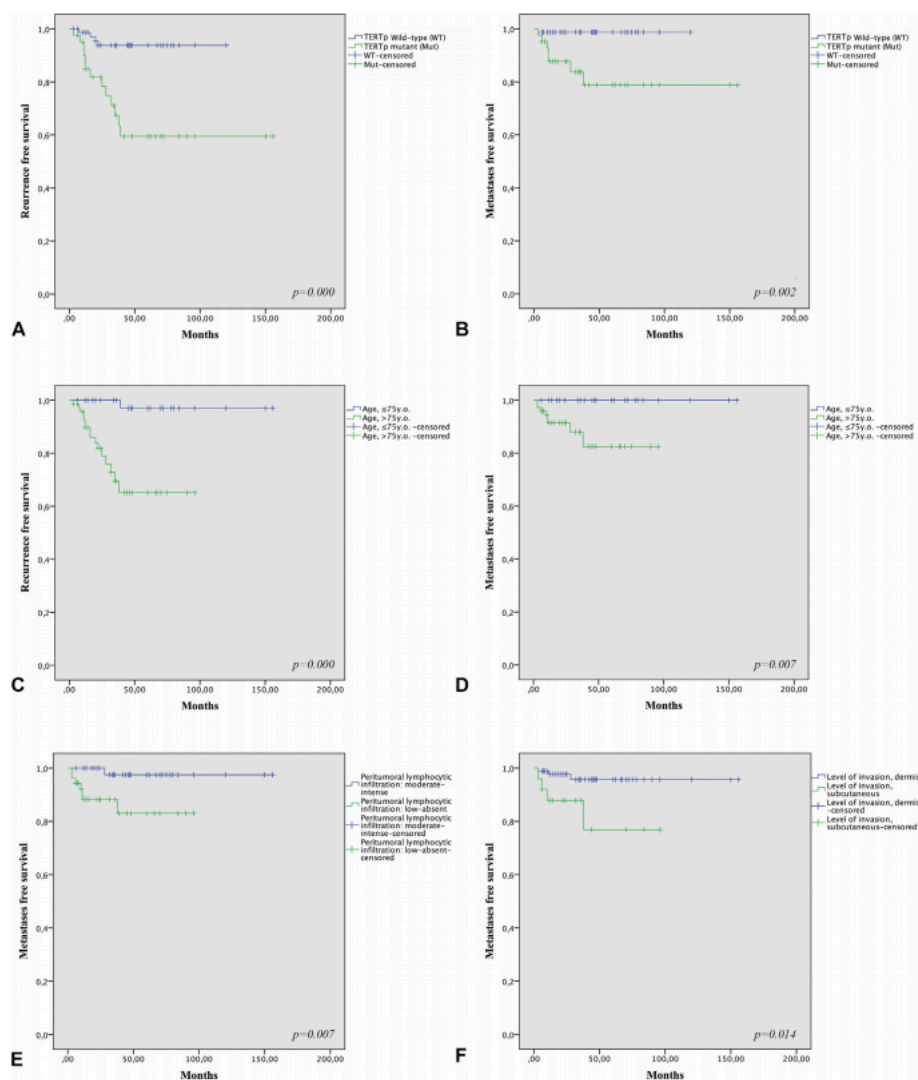 Reurrence free survival
1,0
0,8
0,6
0,4
0,2
0,0
,00
50,00
100,00
150,00
200,00
Months
p=0.000
TERTp Wild-type (WT)
TERTp mutant (Mut)
WT-censored
Mut-censored
A
Metastases free survival
1,0
0,8
0,6
0,4
0,2
0,0
,00
50,00
100,00
150,00
200,00
Months
p=0.002
TERTp Wild-type (WT)
TERTp mutant (Mut)
WT-censored
Mut-censored
B
Recurrence free survival
1,0
0,8
0,6
0,4
0,2
0,0
,00
50,00
100,00
150,00
200,00
Months
p=0.000
Age, ≤75y.o.
Age, >75y.o.
Age, ≤75y.o. -censored
Age, >75y.o. -censored
C
Metastases free survival
1,0
0,8
0,6
0,4
0,2
0,0
,00
50,00
100,00
150,00
200,00
Months
p=0.007
Age, ≤75y.o.
Age, >75y.o.
Age, ≤75y.o. -censored
Age, >75y.o. -censored
D
Metastases free survival
1,0
0,8
0,6
0,4
0,2
0,0
,00
50,00
100,00
150,00
200,00
Months
p=0.007
Peritumoral lymphocytic
infiltration: moderate-
intense
Peritumoral lymphocytic
infiltration: low-absent
Peritumoral lymphocytic
infiltration: moderate-
intense-censored
Peritumoral lymphocytic
infiltration: low-absent-
censored
E
Metastases free survival
1,0
0,8
0,6
0,4
0,2
0,0
,00
50,00
100,00
150,00
200,00
Months
p=0.014
Level of invasion, dermis
Level of invasion,
subcutaneous
Level of invasion, dermis
-censored
Level of invasion,
subcutaneous-censored
F